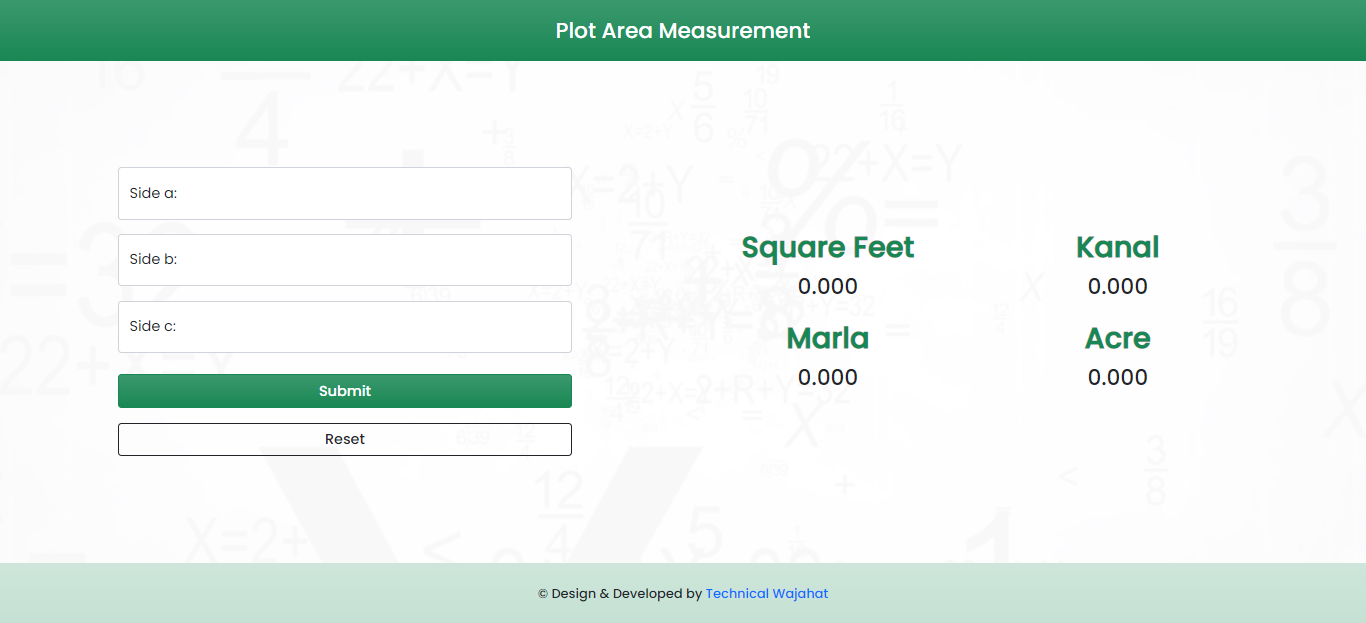 Plot Area Measurement
Side a:
Side b:
Side c:
Submit
Reset
Square Feet
0.000
Kanal
0.000
Marla
0.000
Acre
0.000
© Design & Developed by Technical Wajahat